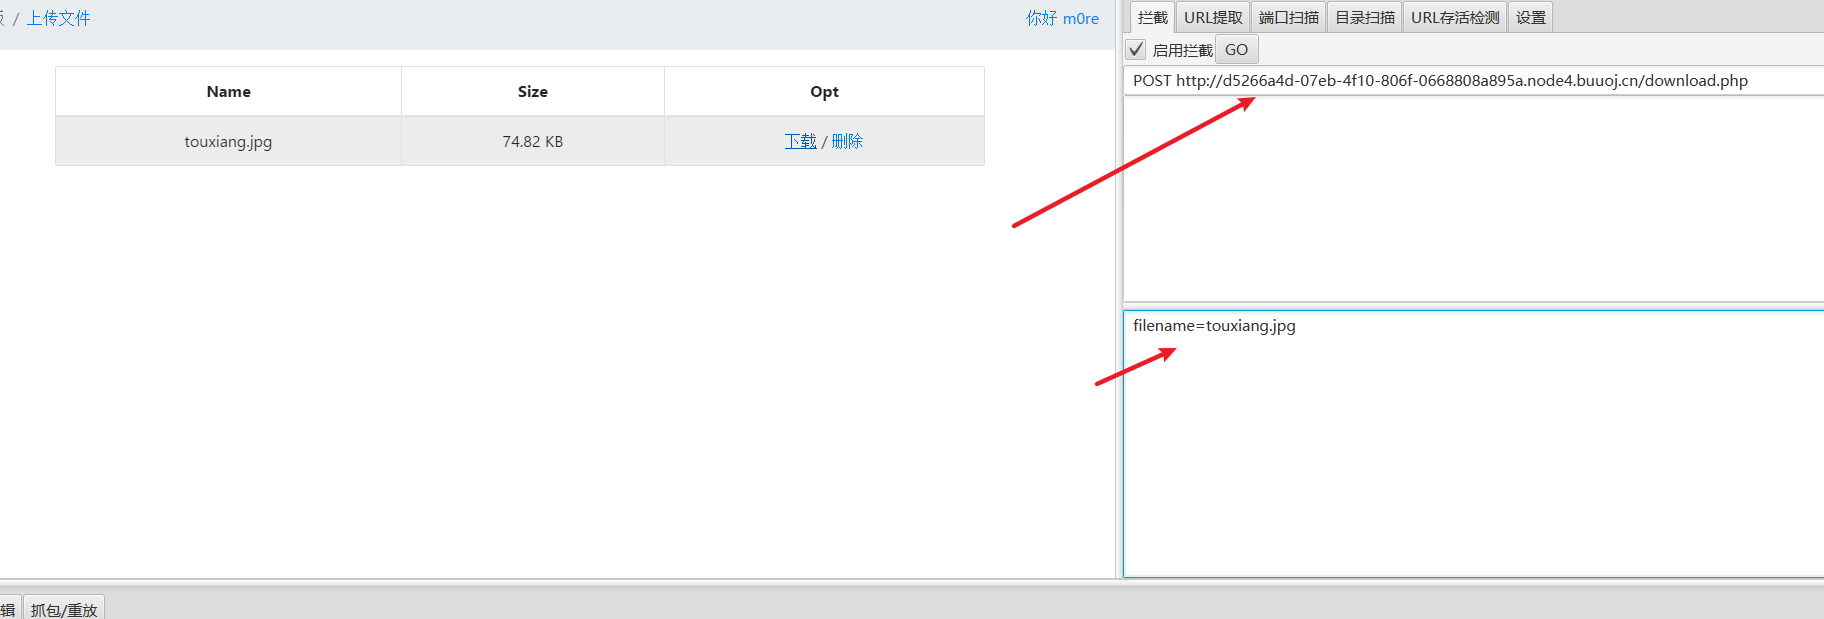 / 上传文件
你好 m0re
Name Size Opt
touxiang.jpg 74.82 KB 下载 / 删除
拦截 URL提取 端口扫描 目录扫描 URL存活检测 设置
启用拦截 GO
POST http://d5266a4d-07eb-4f10-806f-0668808a895a.node4.buuoj.cn/download.php
filename=touxiang.jpg
辑 抓包/重放